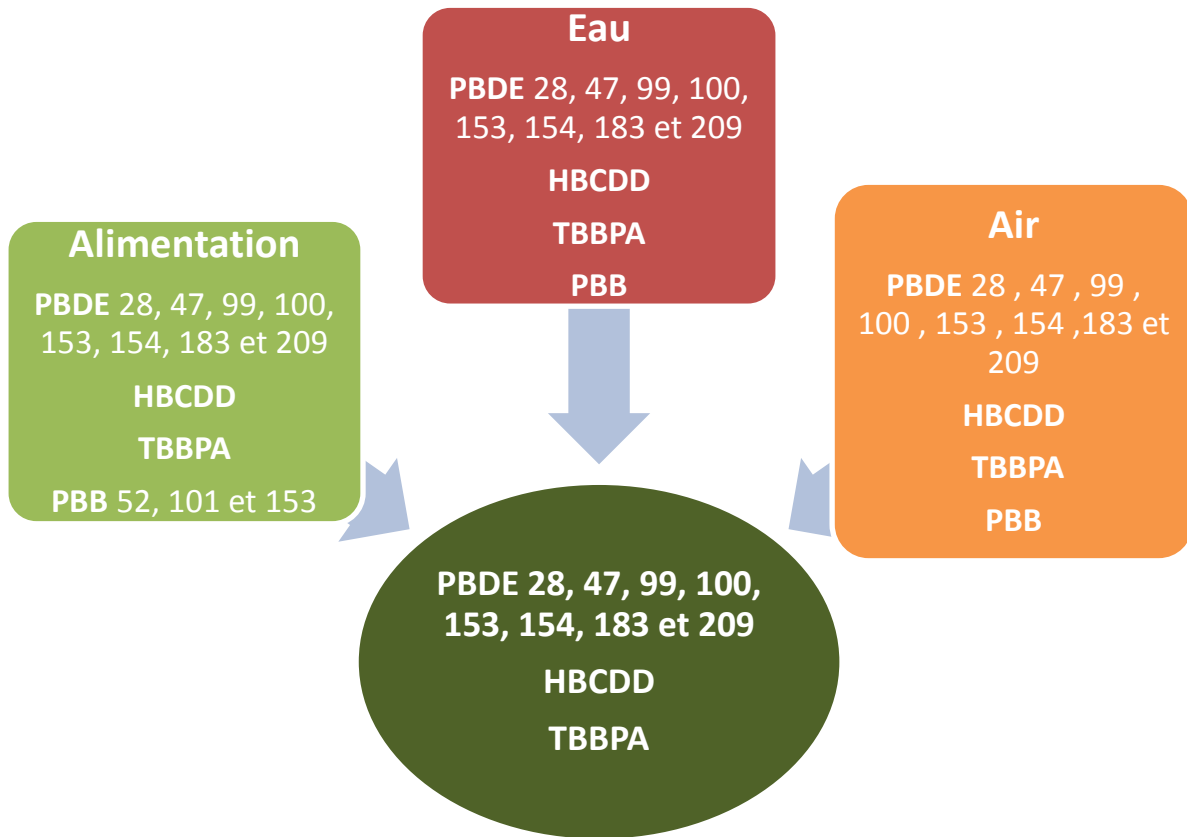 Eau
PBDE 28, 47, 99, 100,
153, 154, 183 et 209
HBCDD
TBBPA
PBB
Alimentation
PBDE 28, 47, 99, 100,
153, 154, 183 et 209
HBCDD
TBBPA
PBB 52, 101 et 153
Air
PBDE 28 , 47 , 99 ,
100 , 153 , 154 ,183 et
209
HBCDD
TBBPA
PBB
PBDE 28, 47, 99, 100,
153, 154, 183 et 209
HBCDD
TBBPA